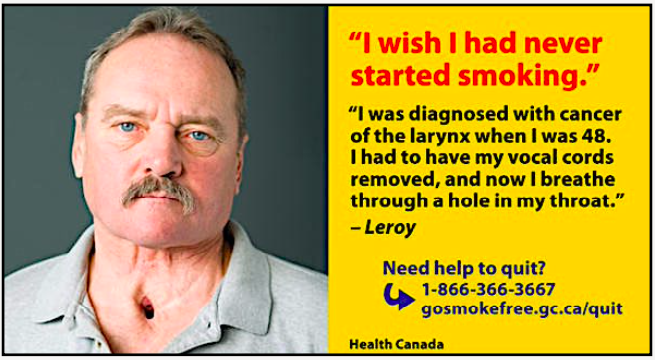 “I wish I had never
started smoking.”
“I was diagnosed with cancer
of the larynx when I was 48.
I had to have my vocal cords
removed, and now I breathe
through a hole in my throat.”
– Leroy
Need help to quit?
1-866-366-3667
gosmokefree.gc.ca/quit
Health Canada